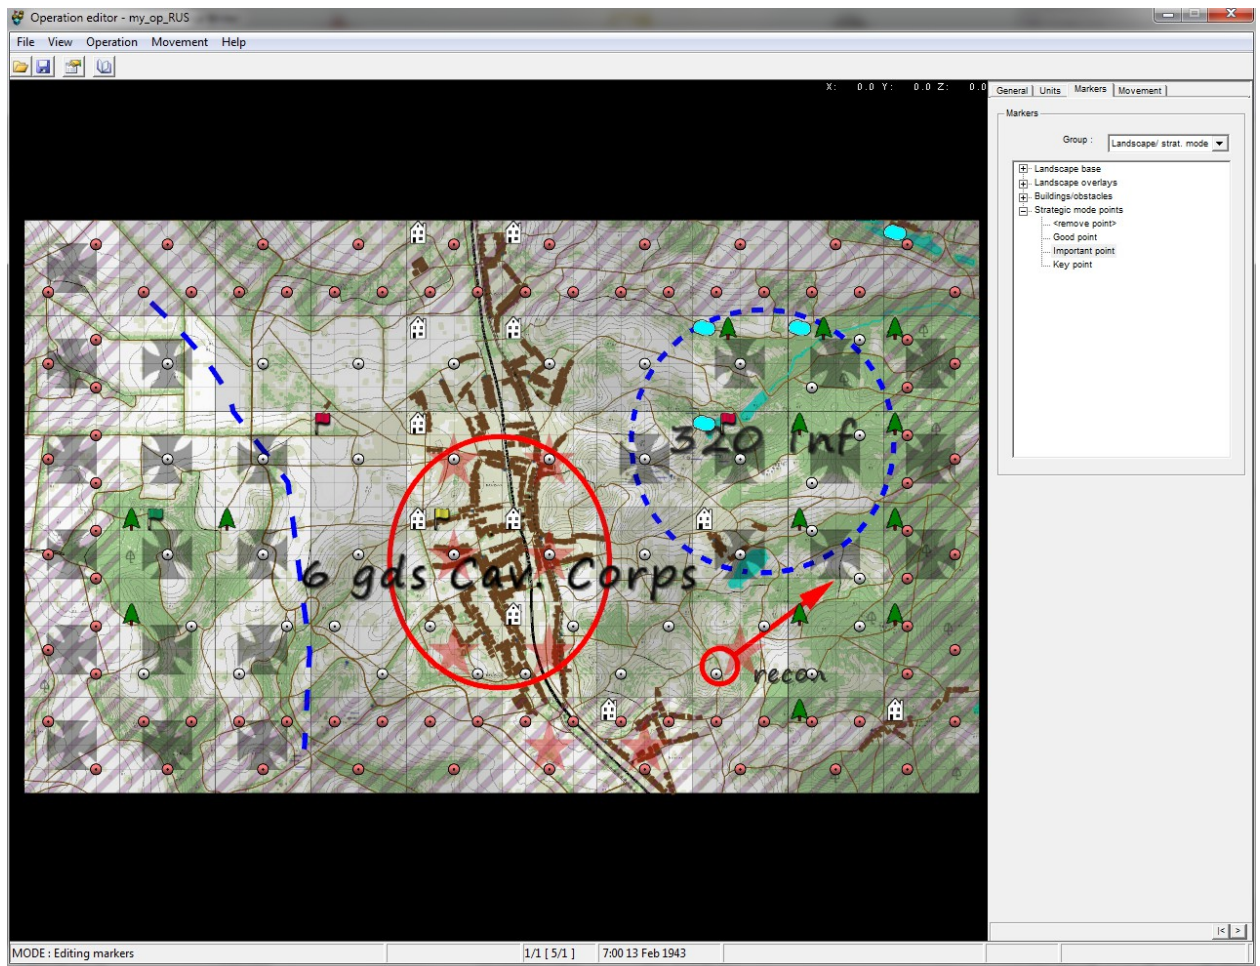 Operation editor - my_op_RUS
File View Operation Movement Help
X: 0.0 Y: 0.0 Z: 0.0
General Units Markers Movement
Markers
Group : Landscape/ strat. mode
Landscape base
Landscape overlays
Buildings/obstacles
Strategic mode points
<remove point>
Good point
Important point
Key point
320 inf
6 gds Cav. Corps
recon
MODE : Editing markers 1/1 [ 5/1 ] 7:00 13 Feb 1943